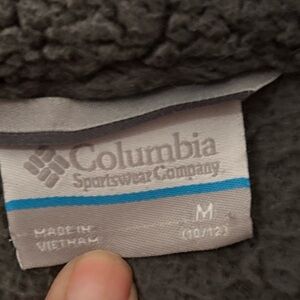 Columbia
Sportswear Company
M
(10/12)
MADE IN
VIETNAM